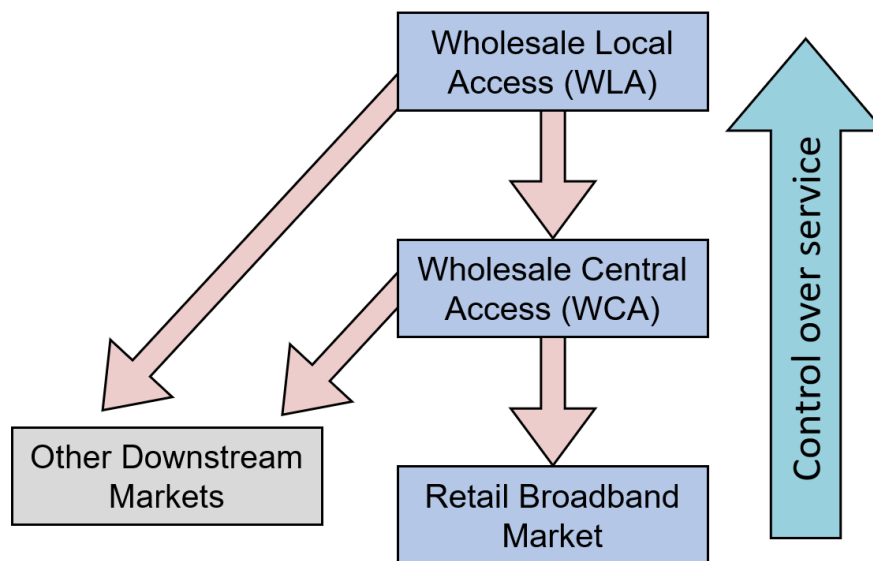 Wholesale Local
Access (WLA)
Control over service
Wholesale Central
Access (WCA)
Other Downstream
Markets
Retail Broadband
Market